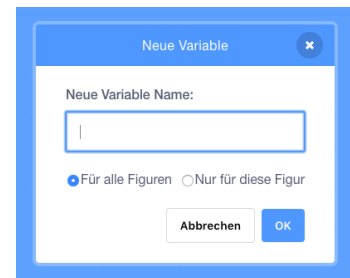 Neue Variable
Neue Variable Name:
Für alle Figuren Nur für diese Figur
Abbrechen OK